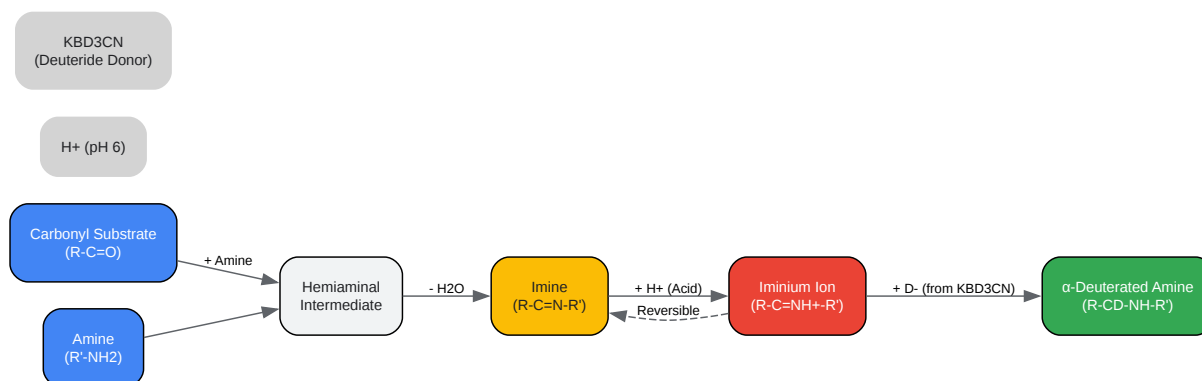 KBD3CN
(Deuteride Donor)
H+ (pH 6)
Carbonyl Substrate
(R-C=O)
+ Amine
Amine
(R'-NH2)
Hemiaminal
Intermediate
- H2O
Imine
(R-C=N-R')
+ H+ (Acid)
Reversible
Iminium Ion
(R-C=NH+-R')
+ D- (from KBD3CN)
α-Deuterated Amine
(R-CD-NH-R')